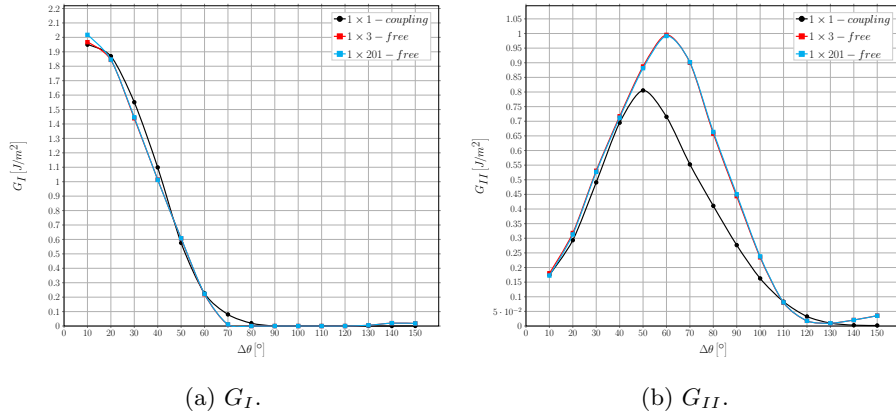 2.2
2.1
2
1.9
1.8
1.7
1.6
1.5
1.4
1.3
1.2
1.1
1
0.9
0.8
0.7
0.6
0.5
0.4
0.3
0.2
0.1
0
G_I [J/m²]
1 × 1 − coupling
1 × 3 − free
1 × 201 − free
0 10 20 30 40 50 60 70 80 90 100 110 120 130 140 150
Δθ [°]
(a) G_I.
1.05
1
0.95
0.9
0.85
0.8
0.75
0.7
0.65
0.6
0.55
0.5
0.45
0.4
0.35
0.3
0.25
0.2
0.15
0.1
5 · 10⁻²
0
G_II [J/m²]
1 × 1 − coupling
1 × 3 − free
1 × 201 − free
0 10 20 30 40 50 60 70 80 90 100 110 120 130 140 150
Δθ [°]
(b) G_II.